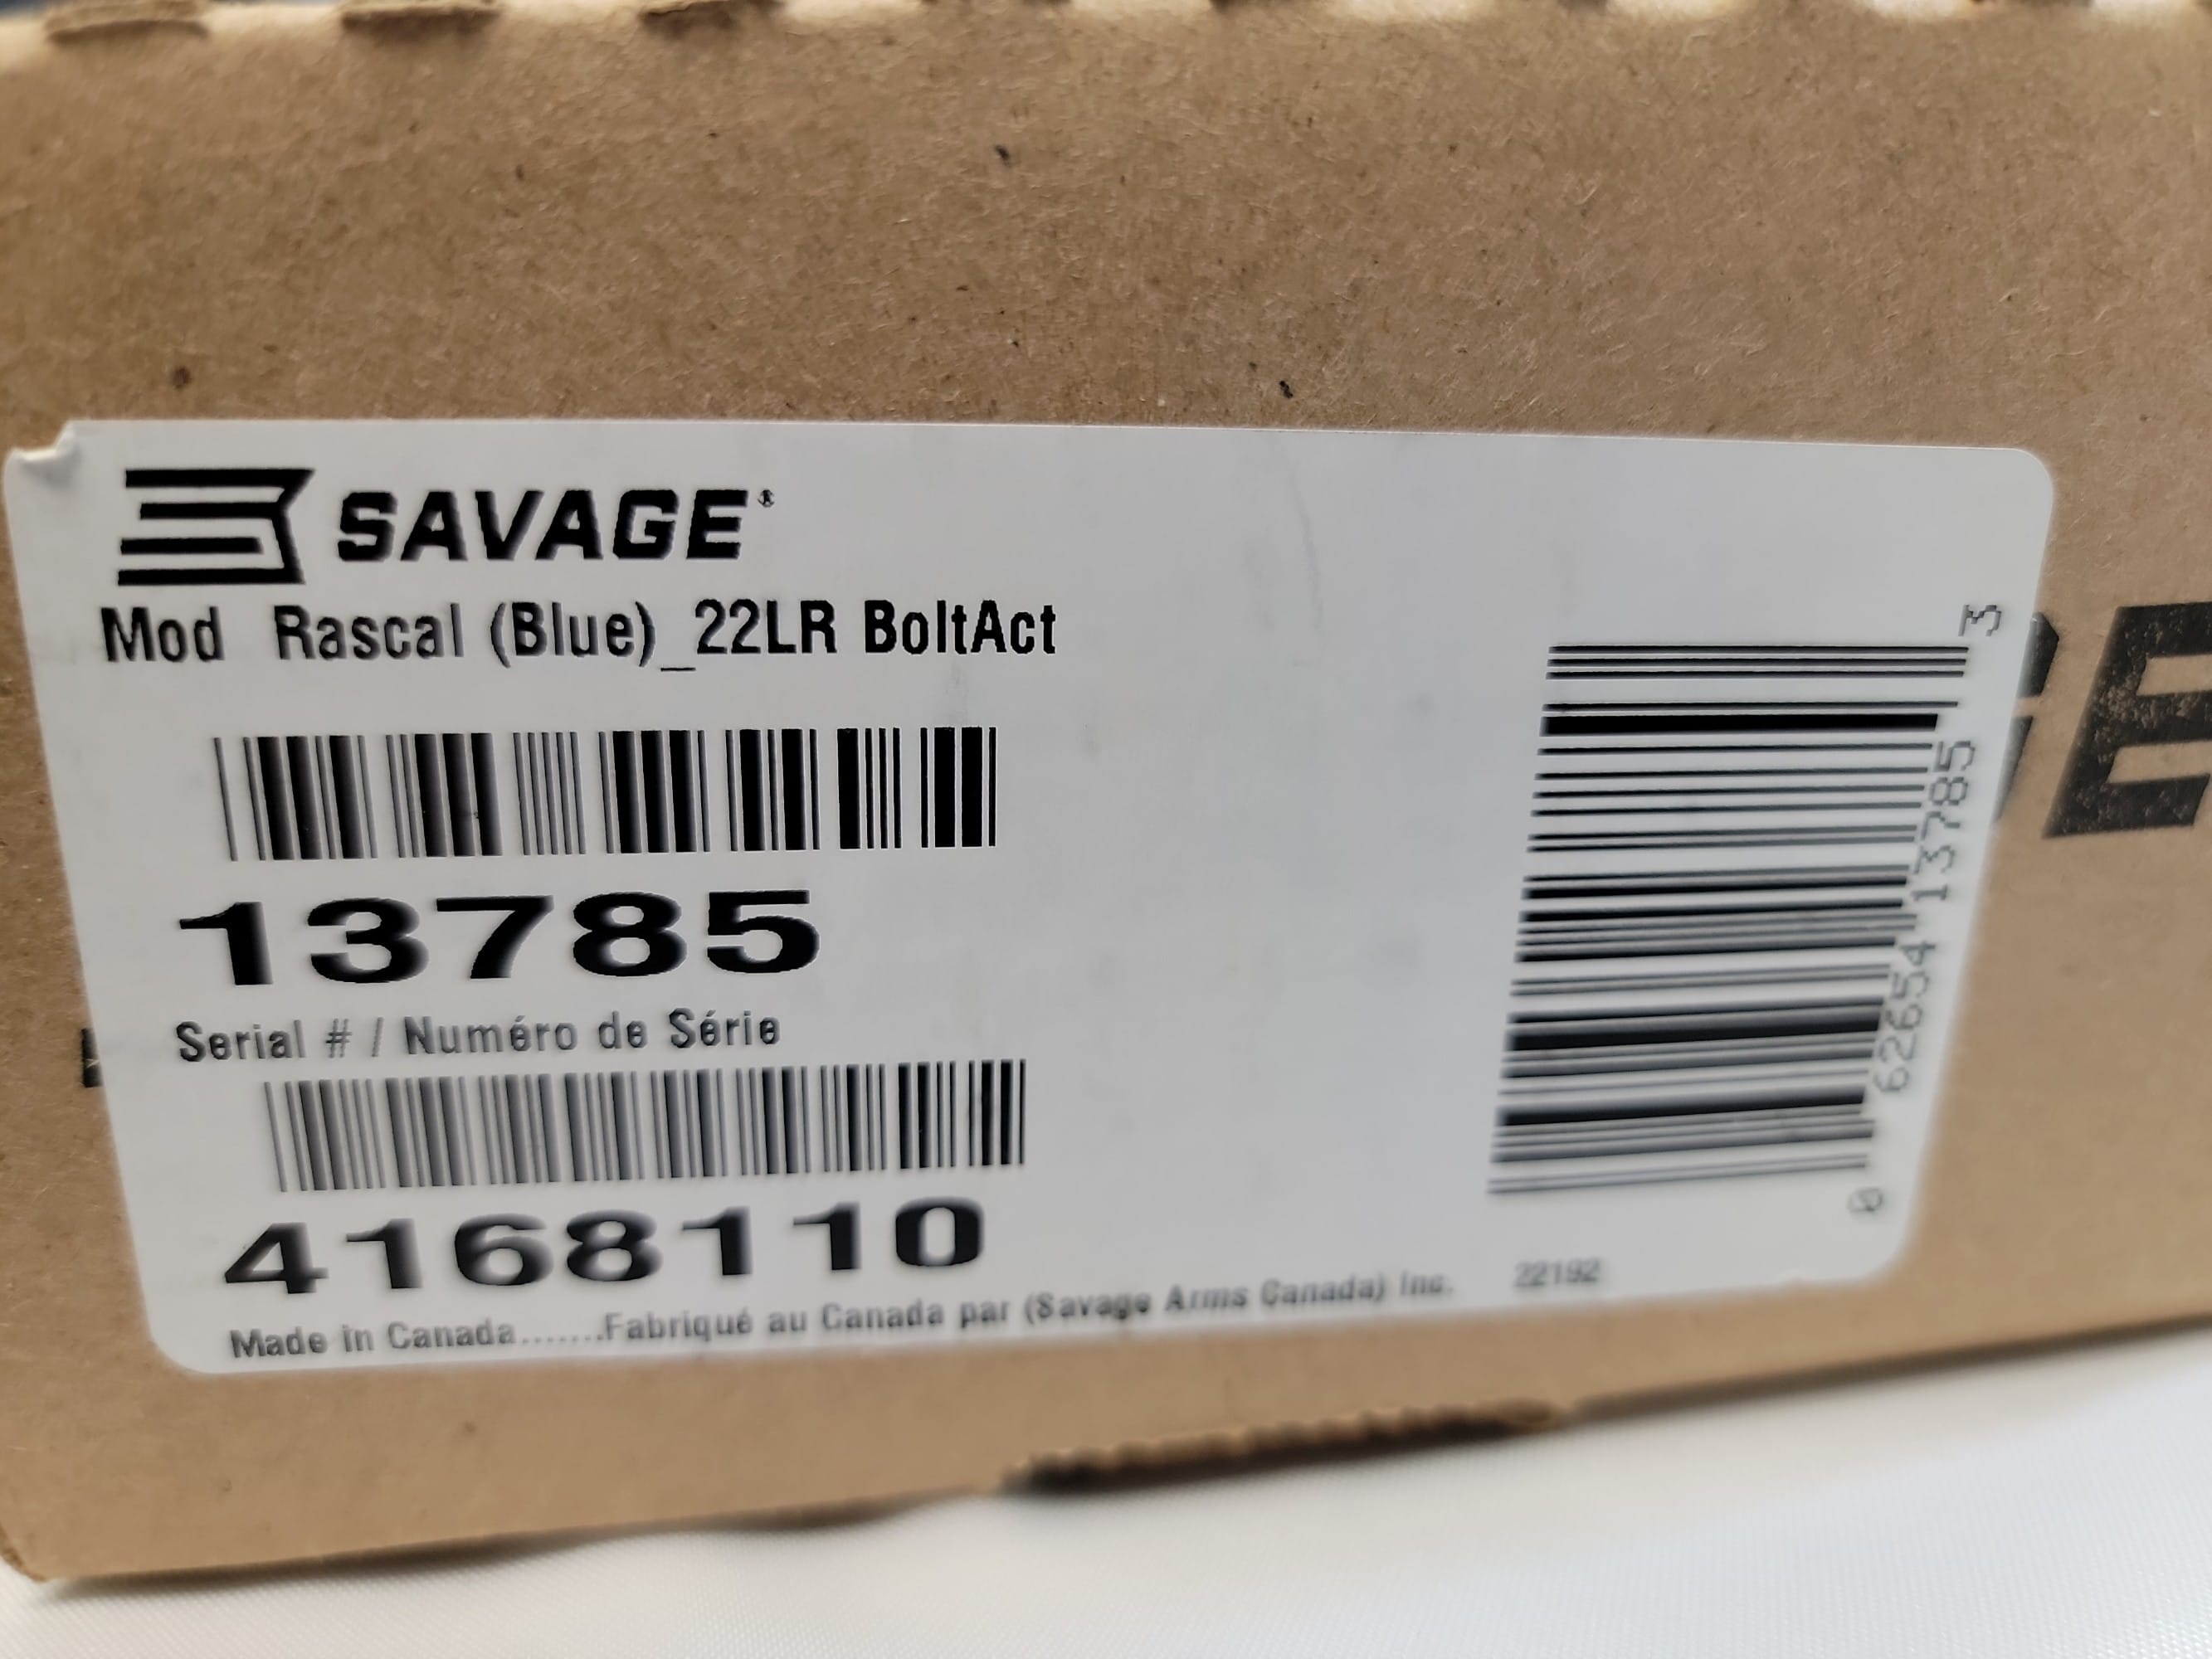 SAVAGE®
Mod Rascal (Blue)_22LR BoltAct
13785
Serial # / Numéro de Série
4168110
Made in Canada.......Fabriqué au Canada par (Savage Arms Canada) Inc.
22192
0 62654 13785 3
GE